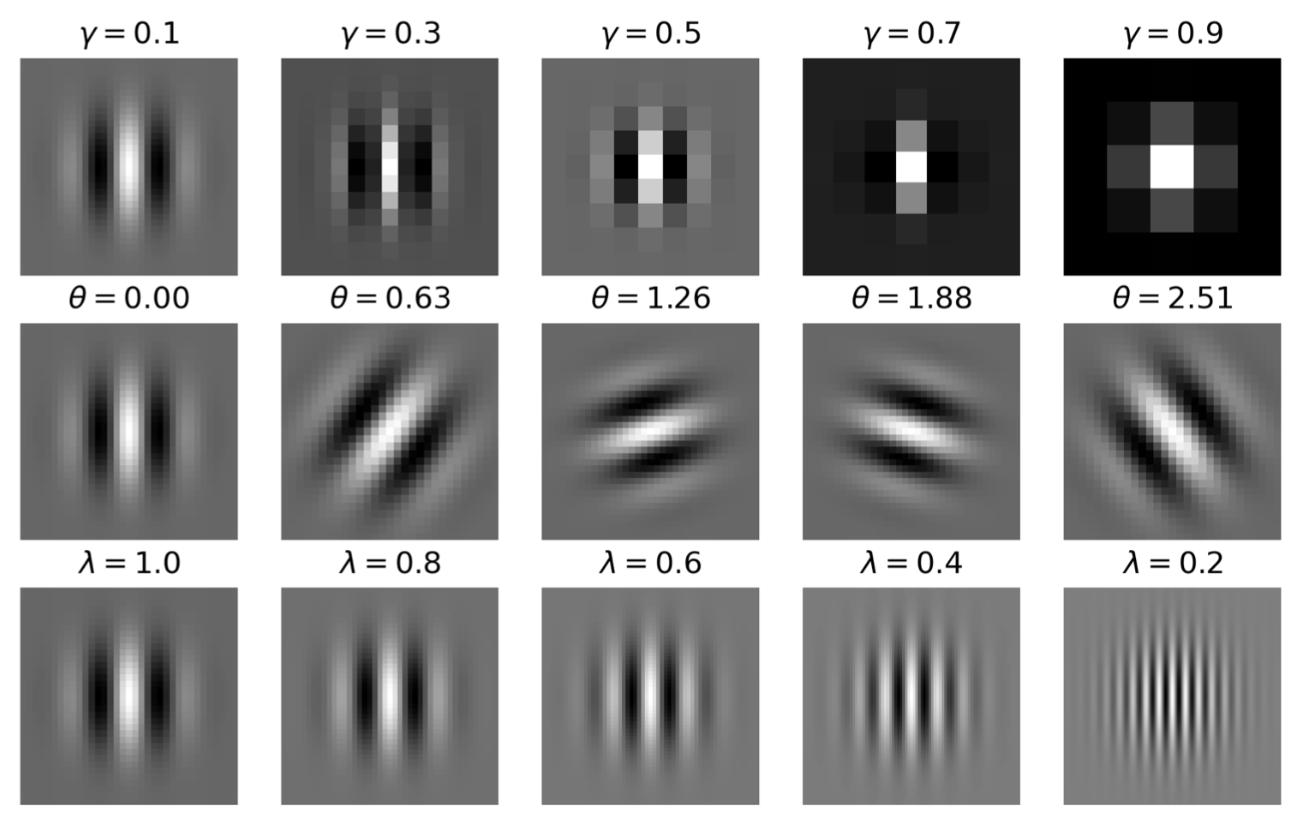 γ = 0.1 γ = 0.3 γ = 0.5 γ = 0.7 γ = 0.9
θ = 0.00 θ = 0.63 θ = 1.26 θ = 1.88 θ = 2.51
λ = 1.0 λ = 0.8 λ = 0.6 λ = 0.4 λ = 0.2